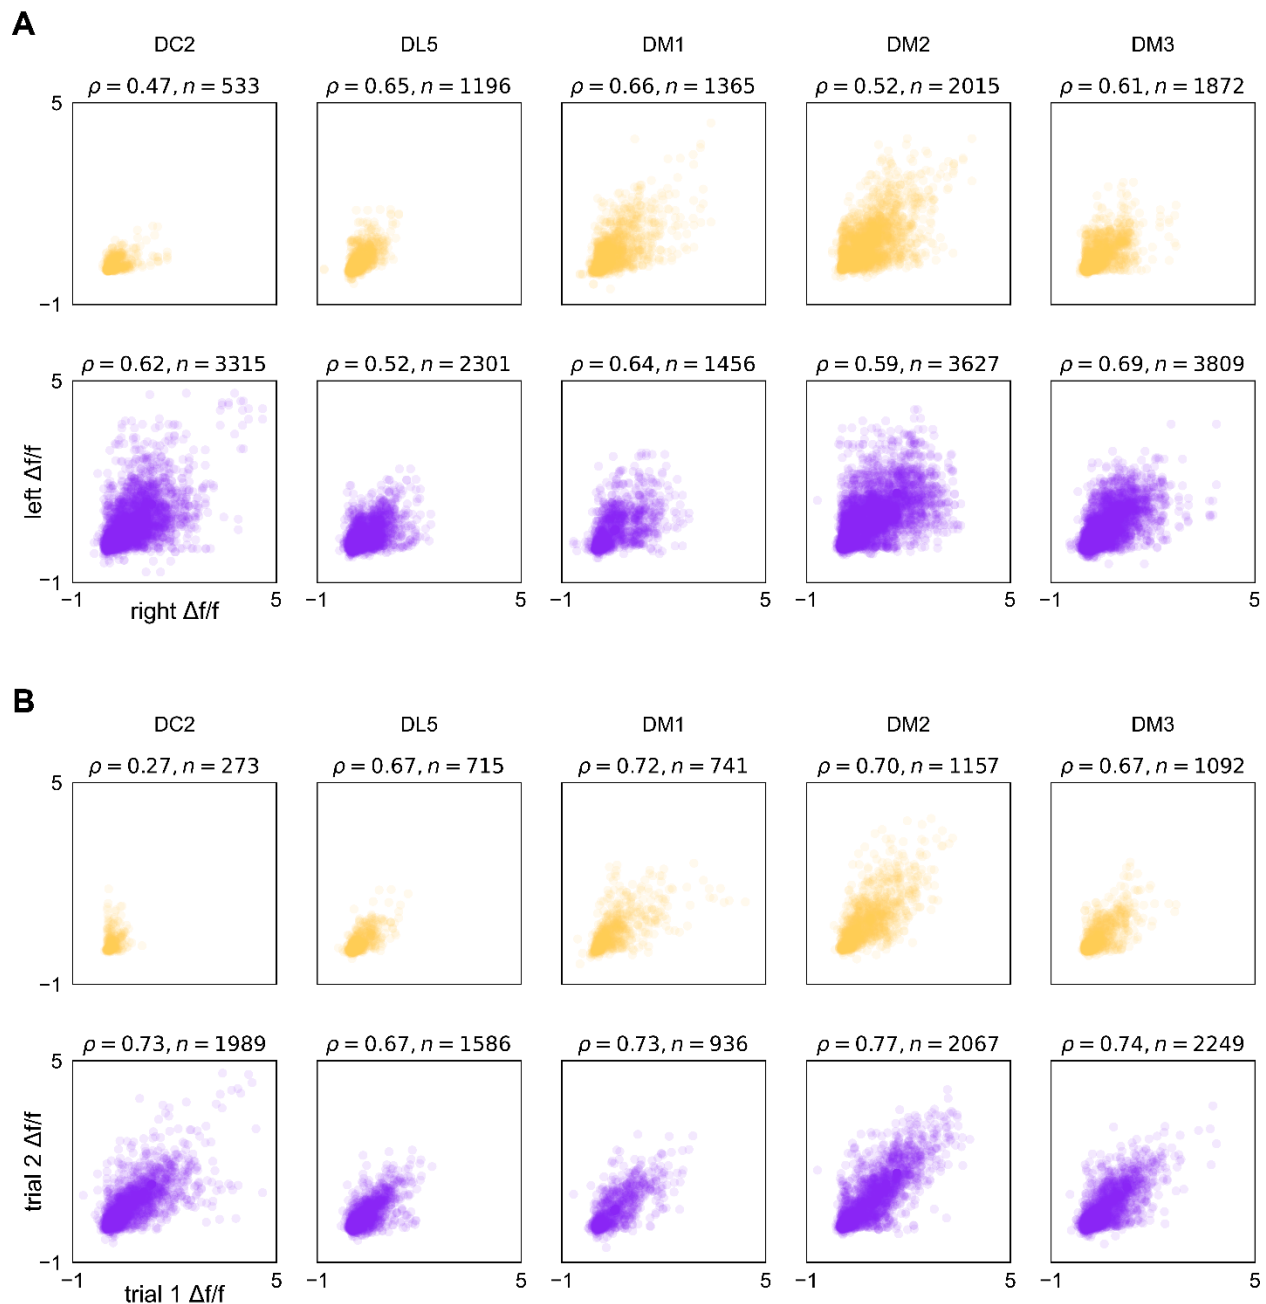 A
DC2 DL5 DM1 DM2 DM3
ρ = 0.47, n = 533 ρ = 0.65, n = 1196 ρ = 0.66, n = 1365 ρ = 0.52, n = 2015 ρ = 0.61, n = 1872
5
−1
ρ = 0.62, n = 3315 ρ = 0.52, n = 2301 ρ = 0.64, n = 1456 ρ = 0.59, n = 3627 ρ = 0.69, n = 3809
5
left Δf/f
−1
−1 5 −1 5 −1 5 −1 5 −1 5
right Δf/f
B
DC2 DL5 DM1 DM2 DM3
ρ = 0.27, n = 273 ρ = 0.67, n = 715 ρ = 0.72, n = 741 ρ = 0.70, n = 1157 ρ = 0.67, n = 1092
5
−1
ρ = 0.73, n = 1989 ρ = 0.67, n = 1586 ρ = 0.73, n = 936 ρ = 0.77, n = 2067 ρ = 0.74, n = 2249
5
trial 2 Δf/f
−1
−1 5 −1 5 −1 5 −1 5 −1 5
trial 1 Δf/f